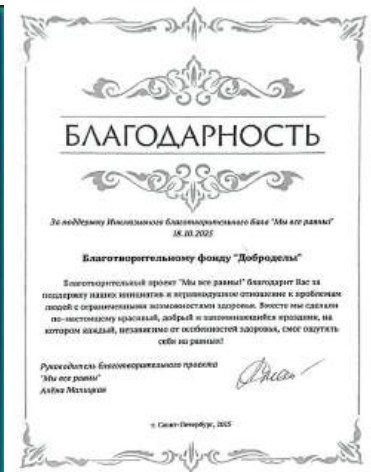 БЛАГОДАРНОСТЬ
За поддержку Инклюзивного благотворительного бала "Мы все равны!"
18.10.2025
Благотворительному фонду "Доброделы"
Благотворительный проект "Мы все равны!" благодарит Вас за
поддержку наших инициатив и неравнодушное отношение к проблемам
людей с ограниченными возможностями здоровья. Вместе мы сделали
по-настоящему красивый, добрый и запоминающийся праздник, на
котором каждый, независимо от особенностей здоровья, смог ощутить
себя на равных!
Руководитель благотворительного проекта
"Мы все равны"
Алёна
г. Санкт-Петербург, 2025